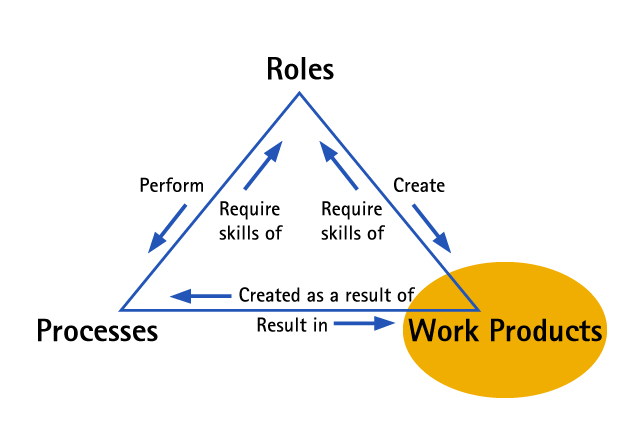 Roles
Perform
Create
Require
skills of
Require
skills of
Created as a result of
Result in
Processes
Work Products